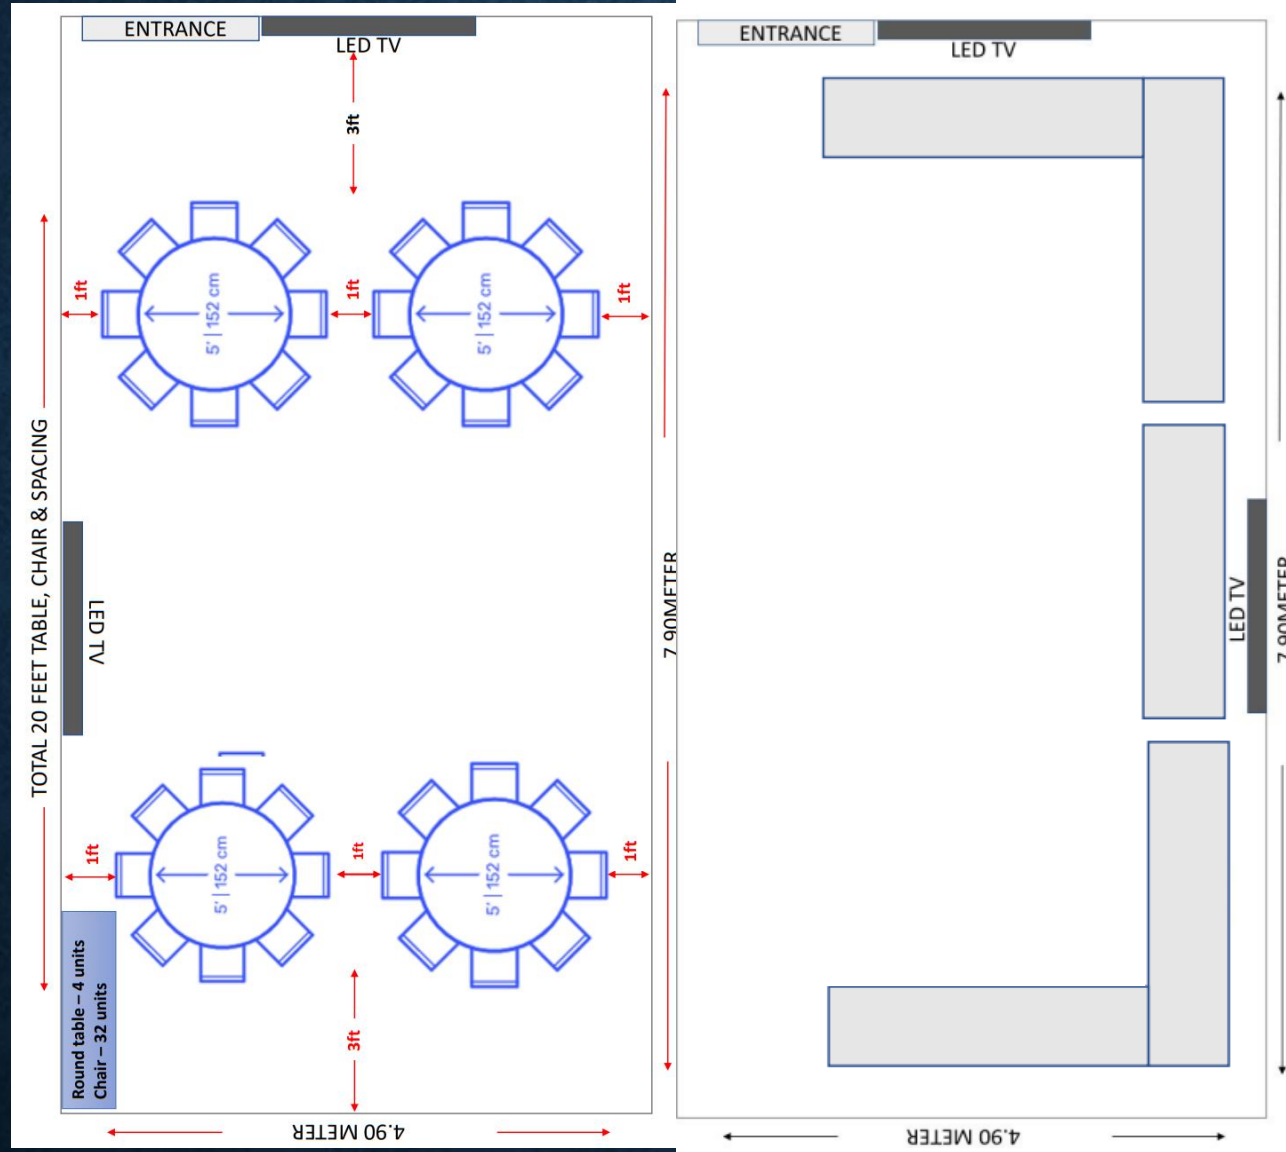 ENTRANCE
LED TV
3ft
1ft
1ft
1ft
5' | 152 cm
5' | 152 cm
TOTAL 20 FEET TABLE, CHAIR & SPACING
LED TV
7.90METER
1ft
1ft
1ft
5' | 152 cm
5' | 152 cm
Round table – 4 units
Chair – 32 units
3ft
4.90 METER
ENTRANCE
LED TV
LED TV
7.90METER
4.90 METER